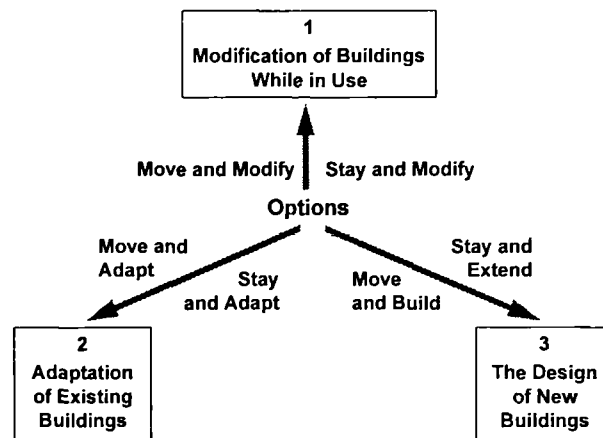 1
Modification of Buildings
While in Use
Move and Modify
Stay and Modify
Options
Move and
Adapt
Stay
and Adapt
Move
and Build
Stay and
Extend
2
Adaptation
of Existing
Buildings
3
The Design
of New
Buildings